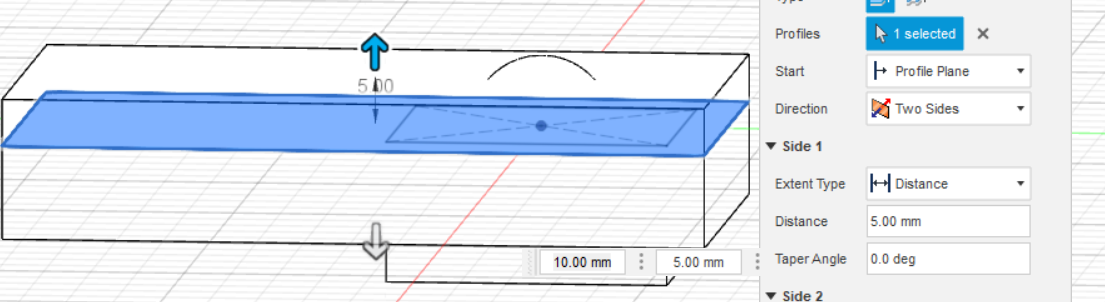 Type
Profiles 1 selected
Start Profile Plane
Direction Two Sides
Side 1
Extent Type Distance
Distance 5.00 mm
Taper Angle 0.0 deg
Side 2
5.00
10.00 mm 5.00 mm